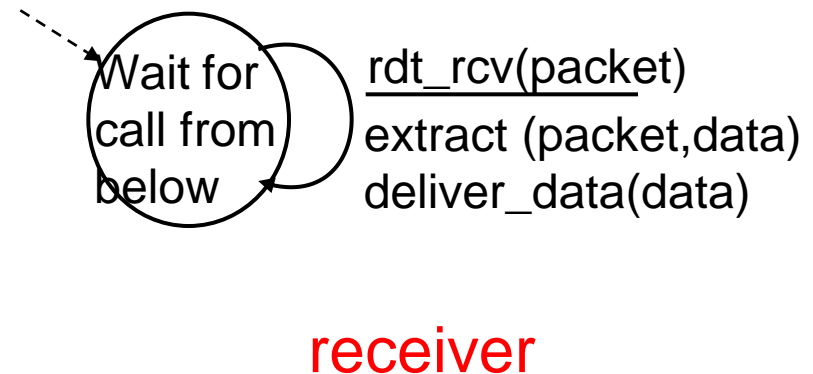 Wait for
call from
below
rdt_rcv(packet)
extract (packet,data)
deliver_data(data)
receiver